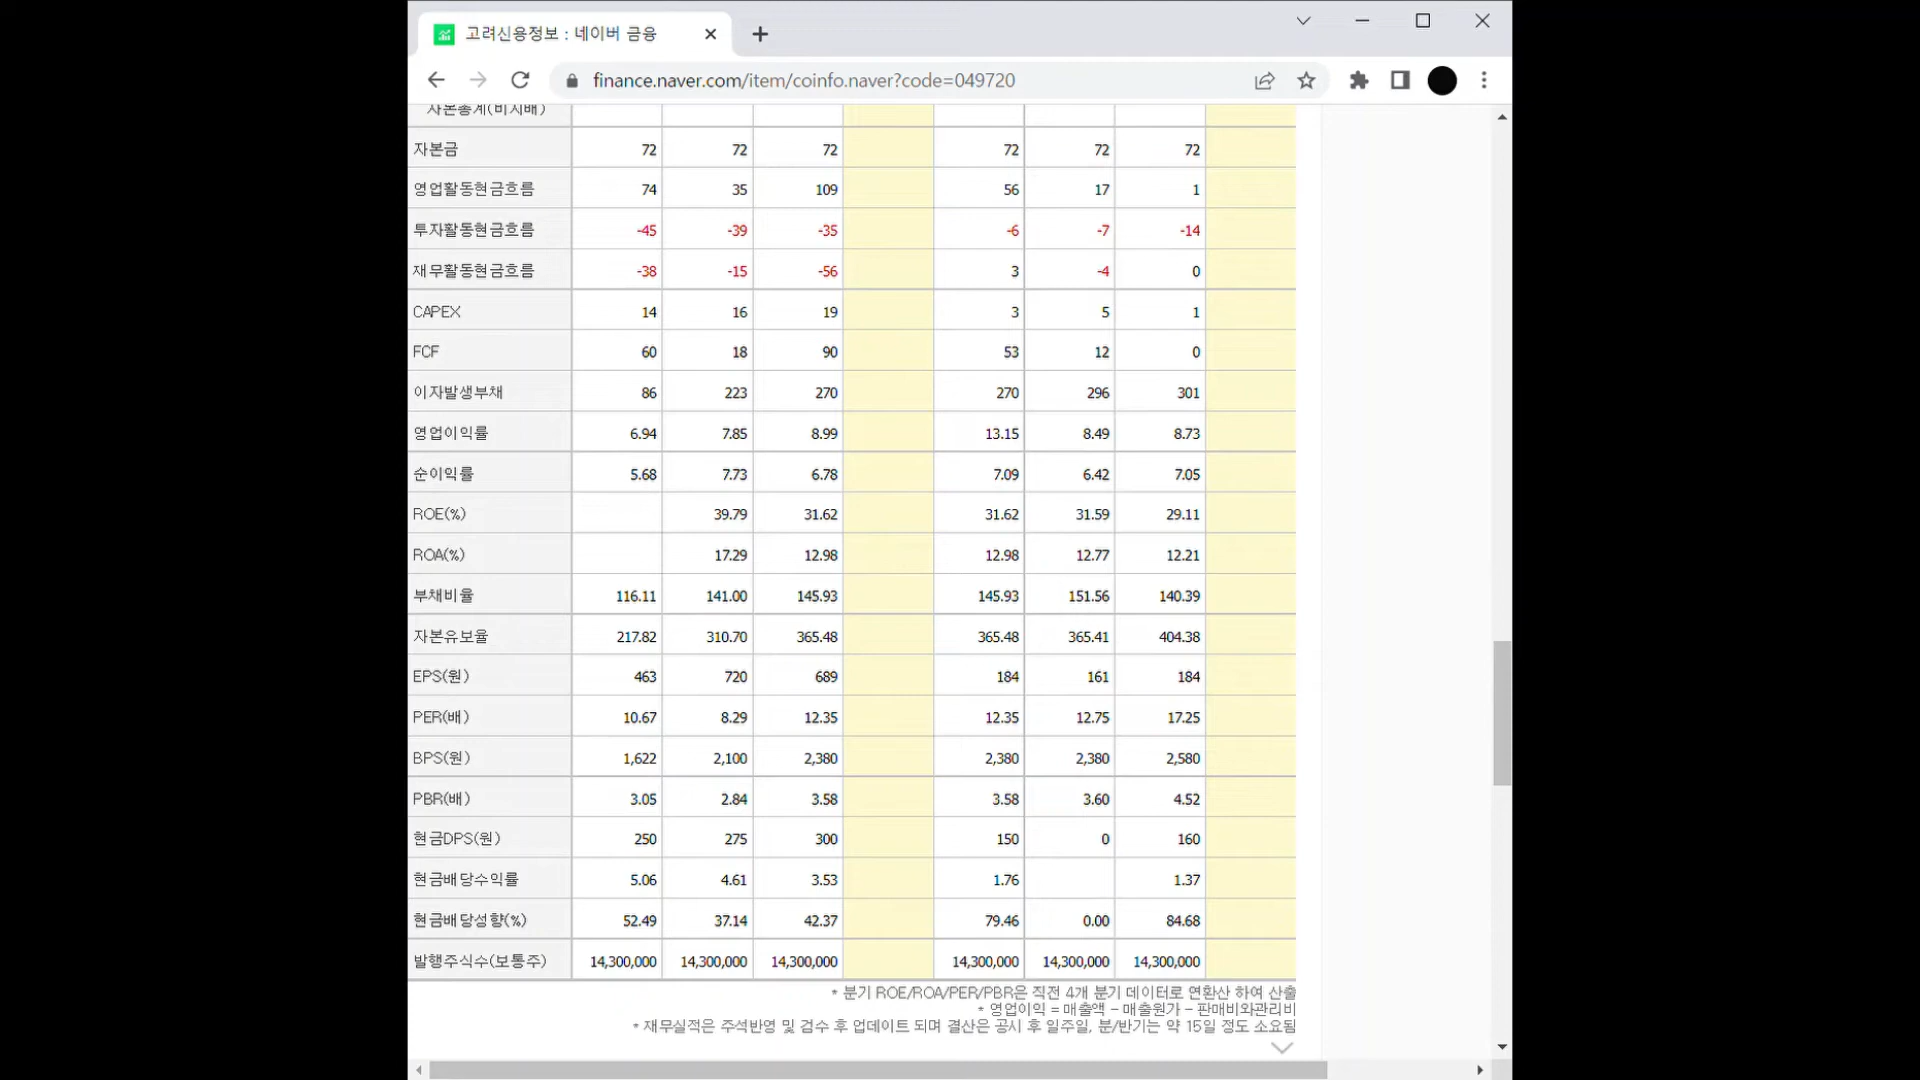 고려신용정보 : 네이버 금융
finance.naver.com/item/coinfo.naver?code=049720
자본총계(비지배)
자본금 72 72 72 72 72 72
영업활동현금흐름 74 35 109 56 17 1
투자활동현금흐름 -45 -39 -35 -6 -7 -14
재무활동현금흐름 -38 -15 -56 3 -4 0
CAPEX 14 16 19 3 5 1
FCF 60 18 90 53 12 0
이자발생부채 86 223 270 270 296 301
영업이익률 6.94 7.85 8.99 13.15 8.49 8.73
순이익률 5.68 7.73 6.78 7.09 6.42 7.05
ROE(%) 39.79 31.62 31.62 31.59 29.11
ROA(%) 17.29 12.98 12.98 12.77 12.21
부채비율 116.11 141.00 145.93 145.93 151.56 140.39
자본유보율 217.82 310.70 365.48 365.48 365.41 404.38
EPS(원) 463 720 689 184 161 184
PER(배) 10.67 8.29 12.35 12.35 12.75 17.25
BPS(원) 1,622 2,100 2,380 2,380 2,380 2,580
PBR(배) 3.05 2.84 3.58 3.58 3.60 4.52
현금DPS(원) 250 275 300 150 0 160
현금배당수익률 5.06 4.61 3.53 1.76 1.37
현금배당성향(%) 52.49 37.14 42.37 79.46 0.00 84.68
발행주식수(보통주) 14,300,000 14,300,000 14,300,000 14,300,000 14,300,000 14,300,000
* 분기 ROE/ROA/PER/PBR은 직전 4개 분기 데이터로 연환산 하여 산출
* 영업이익 = 매출액 - 매출원가 - 판매비와관리비
* 재무실적은 주석반영 및 검수 후 업데이트 되며 결산은 공시 후 일주일, 분/반기는 약 15일 정도 소요됨